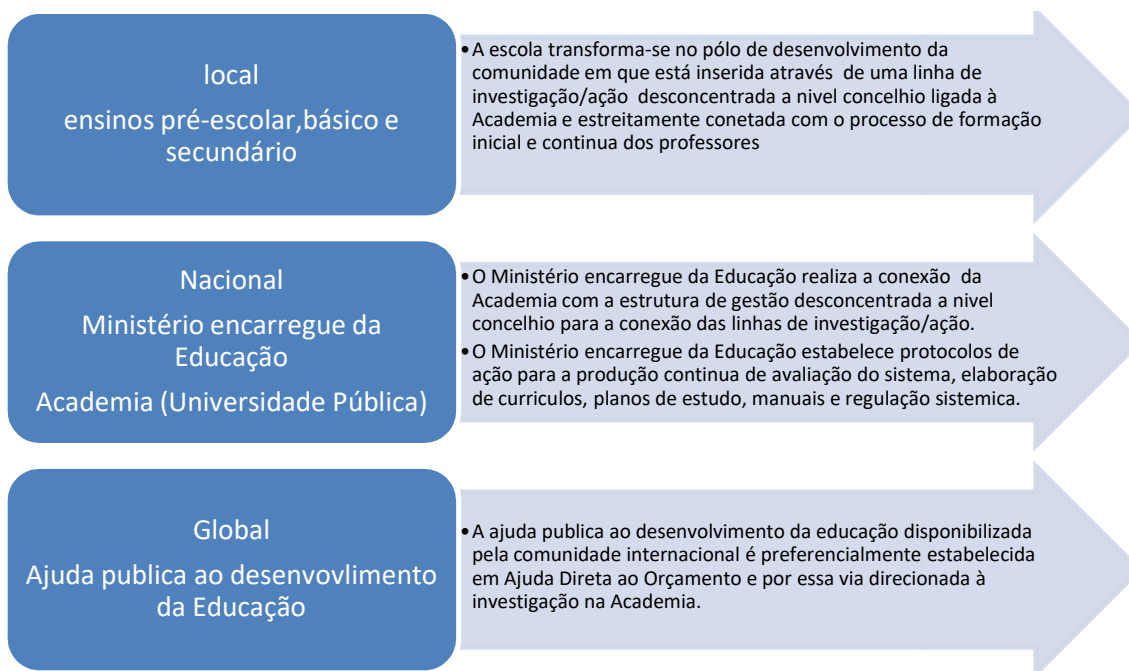 local
ensinos pré-escolar,básico e
secundário
•A escola transforma-se no pólo de desenvolvimento da
comunidade em que está inserida através de uma linha de
investigação/ação desconcentrada a nivel concelhio ligada à
Academia e estreitamente conetada com o processo de formação
inicial e continua dos professores
Nacional
Ministério encarregue da
Educação
Academia (Universidade Pública)
•O Ministério encarregue da Educação realiza a conexão da
Academia com a estrutura de gestão desconcentrada a nivel
concelhio para a conexão das linhas de investigação/ação.
•O Ministério encarregue da Educação estabelece protocolos de
ação para a produção continua de avaliação do sistema, elaboração
de curriculos, planos de estudo, manuais e regulação sistemica.
Global
Ajuda publica ao desenvovlimento
da Educação
•A ajuda publica ao desenvolvimento da educação disponibilizada
pela comunidade internacional é preferencialmente estabelecida
em Ajuda Direta ao Orçamento e por essa via direcionada à
investigação na Academia.